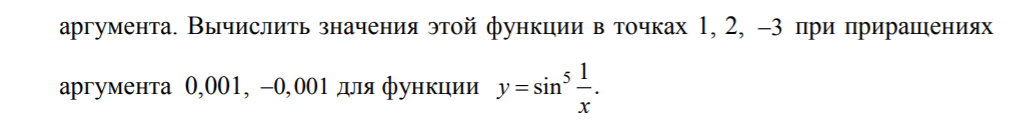 аргумента. Вычислить значения этой функции в точках 1, 2, −3 при приращениях
аргумента 0,001, −0,001 для функции y = sin⁵ 1/x.